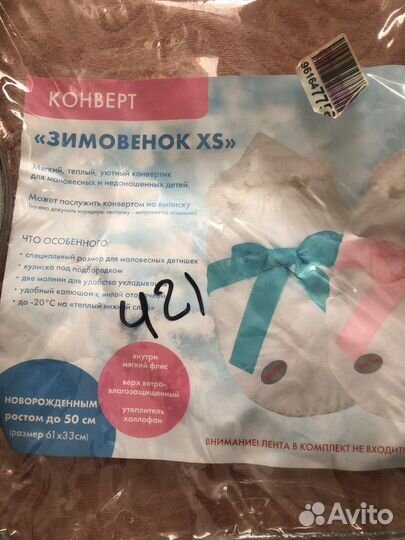 КОНВЕРТ
«ЗИМОВЕНОК XS»
Мягкий, теплый, уютный конвертик
для маловесных и недоношенных детей.
Может послужить конвертом на выписку
(нужно докупить нарядную ленточку - выпускается отдельно)
ЧТО ОСОБЕННОГО:
• специальный размер для маловесных детишек
• кулиска под подбородком
• две молнии для удобства укладыва
• удобный капюшон с милой оторочкой
• до -20°С на «теплый нижний слой»
421
внутри
мягкий флис
верх ветро-
влагозащищенный
утеплитель
холлофан
НОВОРОЖДЕННЫМ
ростом до 50 см
(размер 61х33см)
ВНИМАНИЕ! ЛЕНТА В КОМПЛЕКТ НЕ ВХОДИТ
Avito